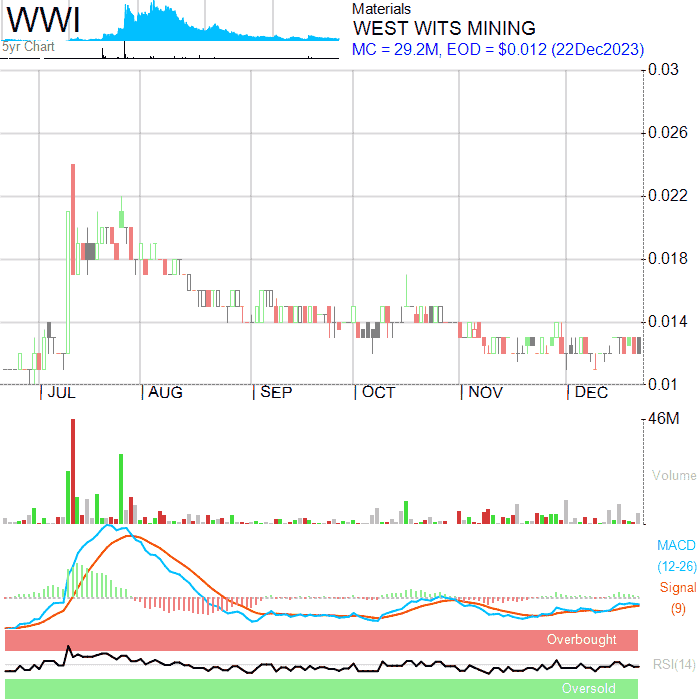 WWI
5yr Chart
Materials
WEST WITS MINING
MC = 29.2M, EOD = $0.012 (22Dec2023)
0.03
0.026
0.022
0.018
0.014
0.01
JUL AUG SEP OCT NOV DEC
46M
Volume
MACD
(12-26)
Signal
(9)
Overbought
RSI(14)
Oversold